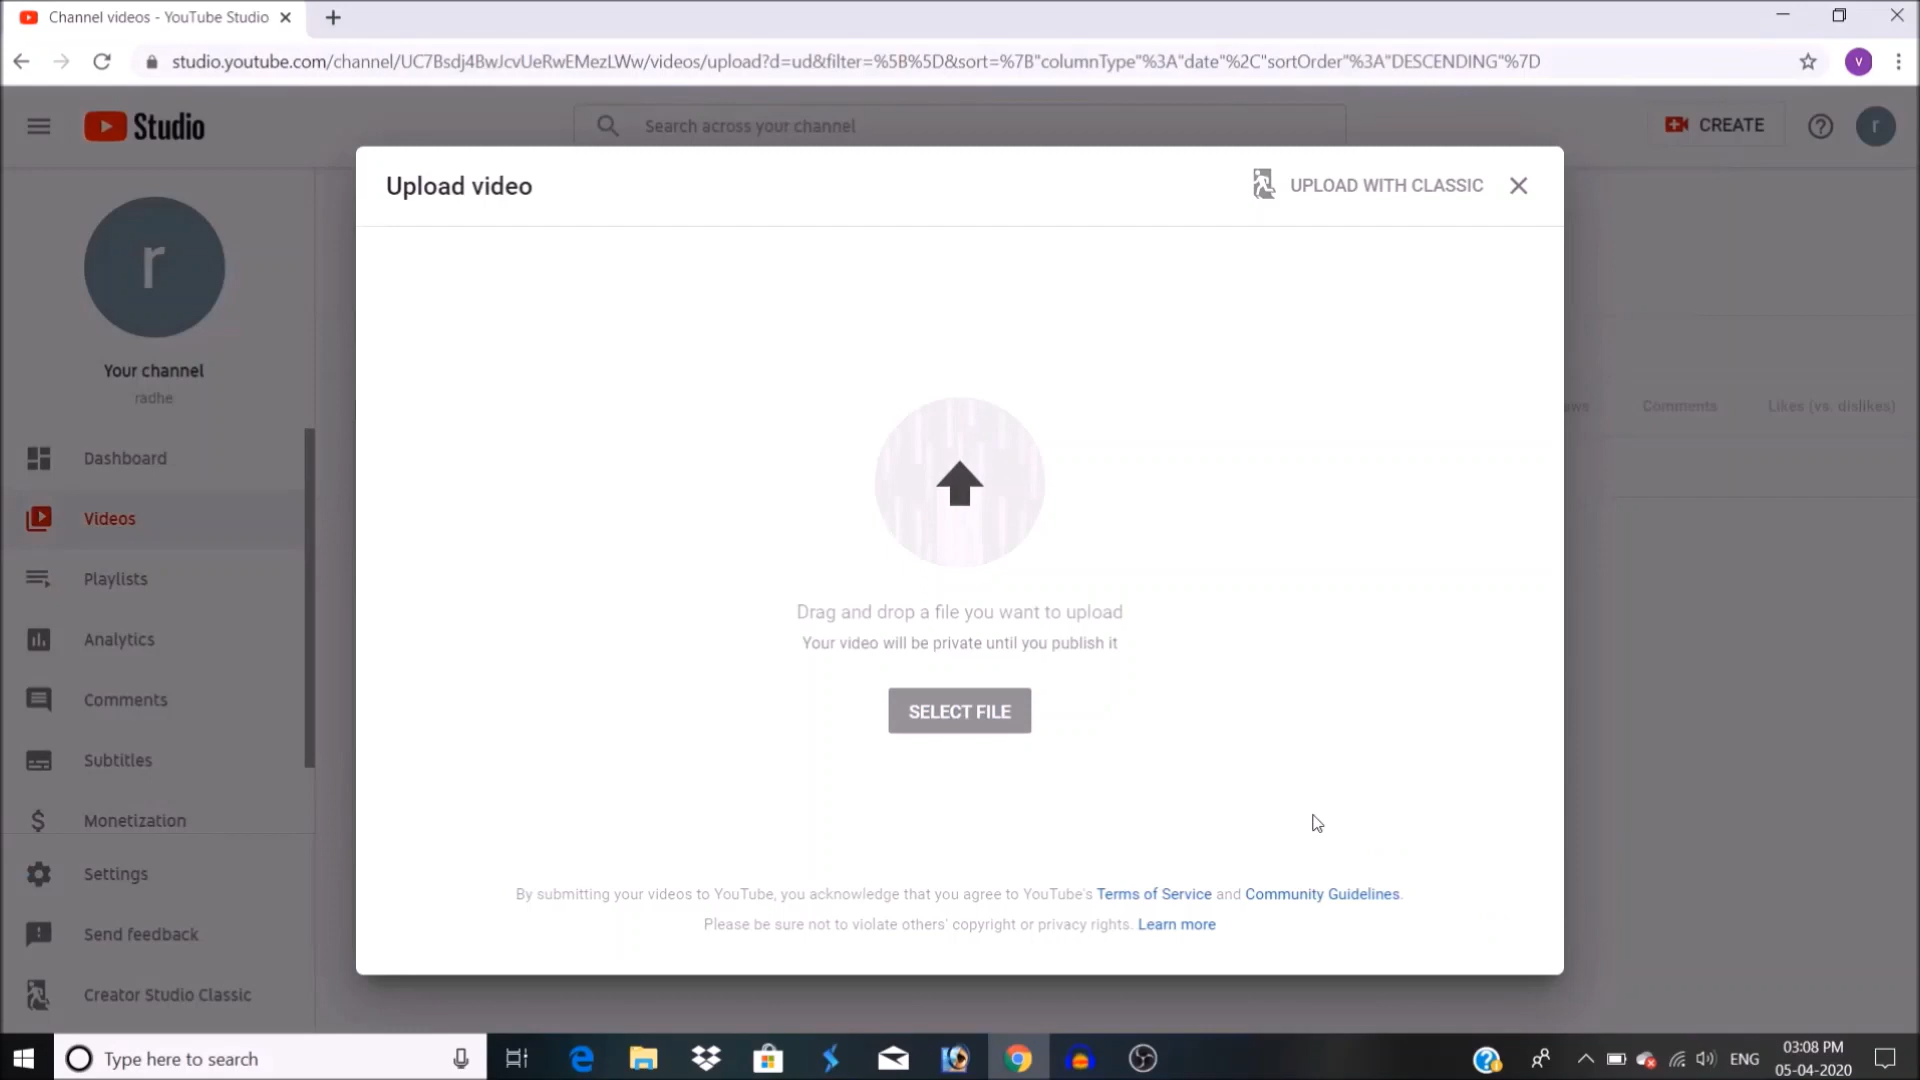 Channel videos - YouTube Studio
studio.youtube.com/channel/UC7Bsdj4BwJcvUeRwEMezLWw/videos/upload?d=ud&filter=%5B%5D&sort=%7B"columnType"%3A"date"%2C"sortOrder"%3A"DESCENDING"%7D
V
Studio
Search across your channel
CREATE
r
Upload video
UPLOAD WITH CLASSIC
r
Your channel
radhe
Comments
Likes (vs. dislikes)
Dashboard
Videos
Playlists
Analytics
Comments
Subtitles
Monetization
Settings
Send feedback
Creator Studio Classic
Drag and drop a file you want to upload
Your video will be private until you publish it
SELECT FILE
By submitting your videos to YouTube, you acknowledge that you agree to YouTube's Terms of Service and Community Guidelines.
Please be sure not to violate others' copyright or privacy rights. Learn more
Type here to search
ENG
03:08 PM
05-04-2020